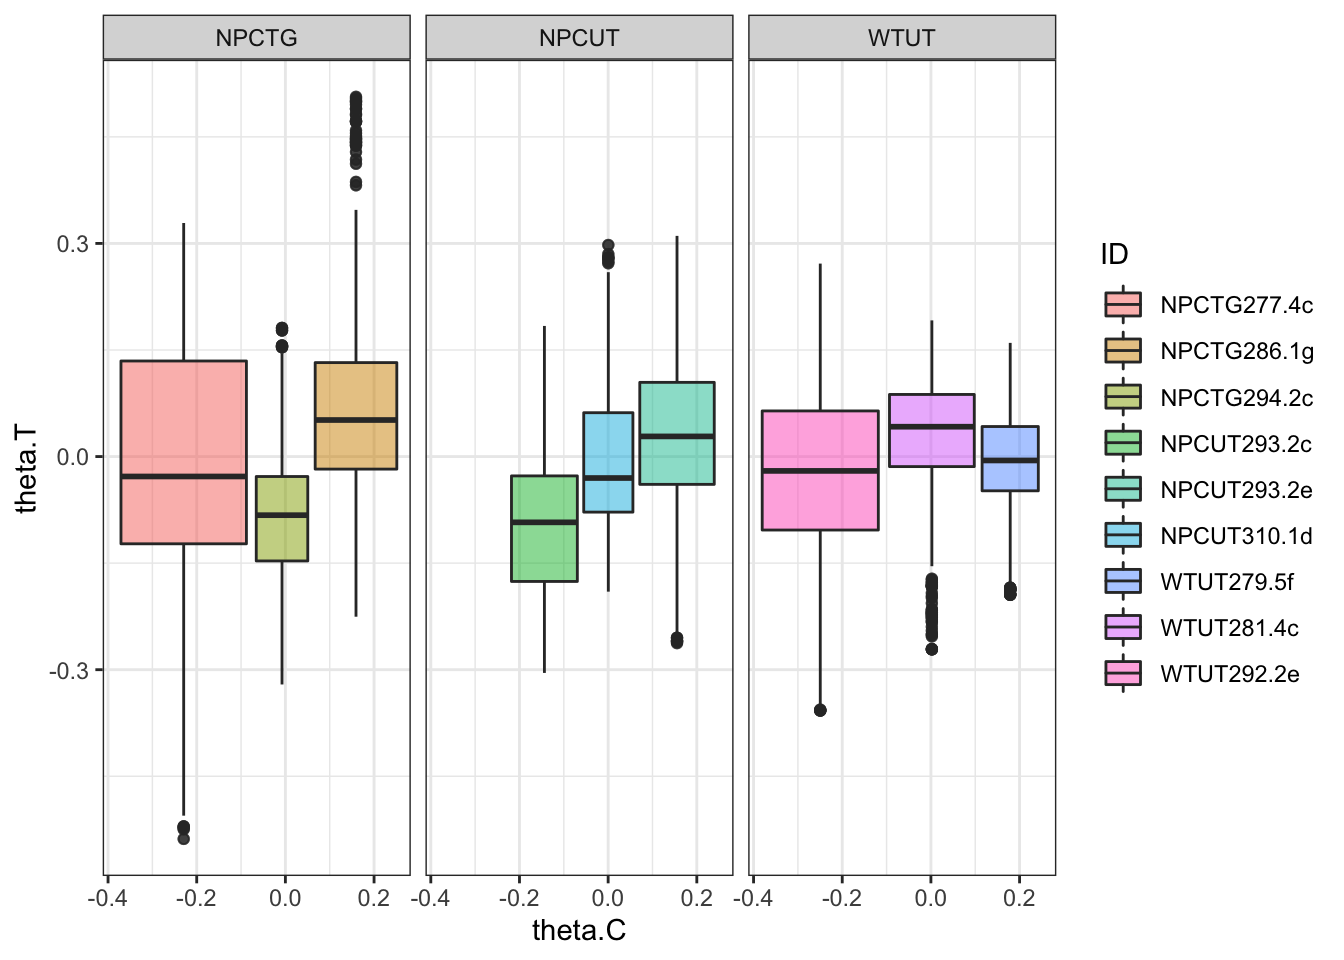 NPCTG NPCUT WTUT
0.3
0.0
-0.3
theta.T
-0.4 -0.2 0.0 0.2 -0.4 -0.2 0.0 0.2 -0.4 -0.2 0.0 0.2
theta.C
ID
NPCTG277.4c
NPCTG286.1g
NPCTG294.2c
NPCUT293.2c
NPCUT293.2e
NPCUT310.1d
WTUT279.5f
WTUT281.4c
WTUT292.2e